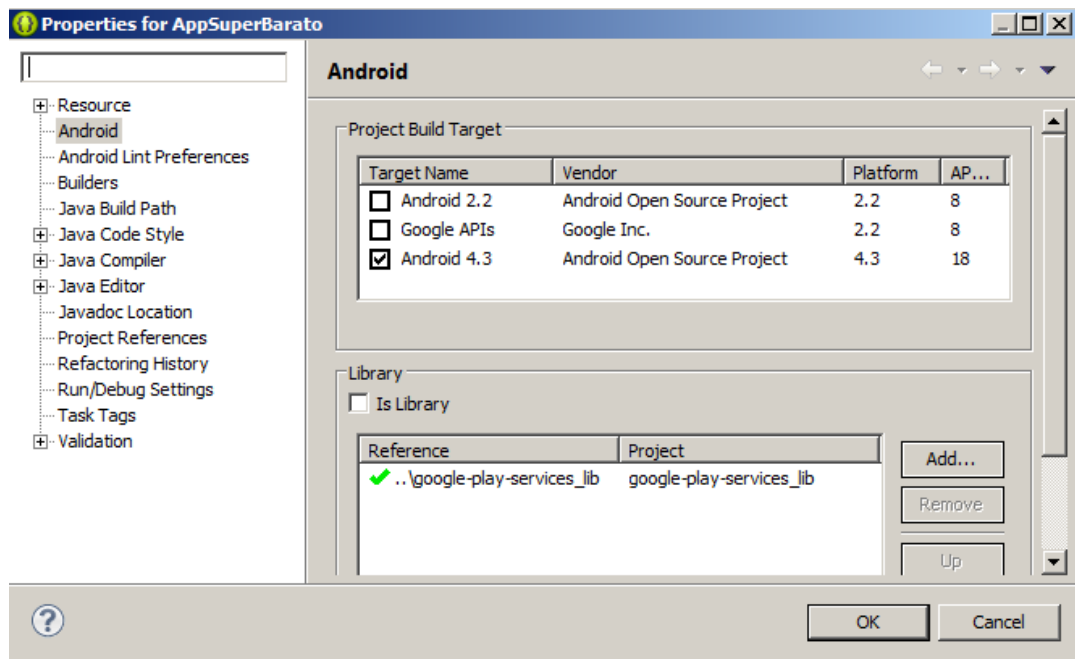 Properties for AppSuperBarato
Resource
Android
Android Lint Preferences
Builders
Java Build Path
Java Code Style
Java Compiler
Java Editor
Javadoc Location
Project References
Refactoring History
Run/Debug Settings
Task Tags
Validation
Android
Project Build Target
Target Name Vendor Platform AP...
Android 2.2 Android Open Source Project 2.2 8
Google APIs Google Inc. 2.2 8
Android 4.3 Android Open Source Project 4.3 18
Library
Is Library
Reference Project
..\google-play-services_lib google-play-services_lib
Add...
Remove
Up
?
OK Cancel